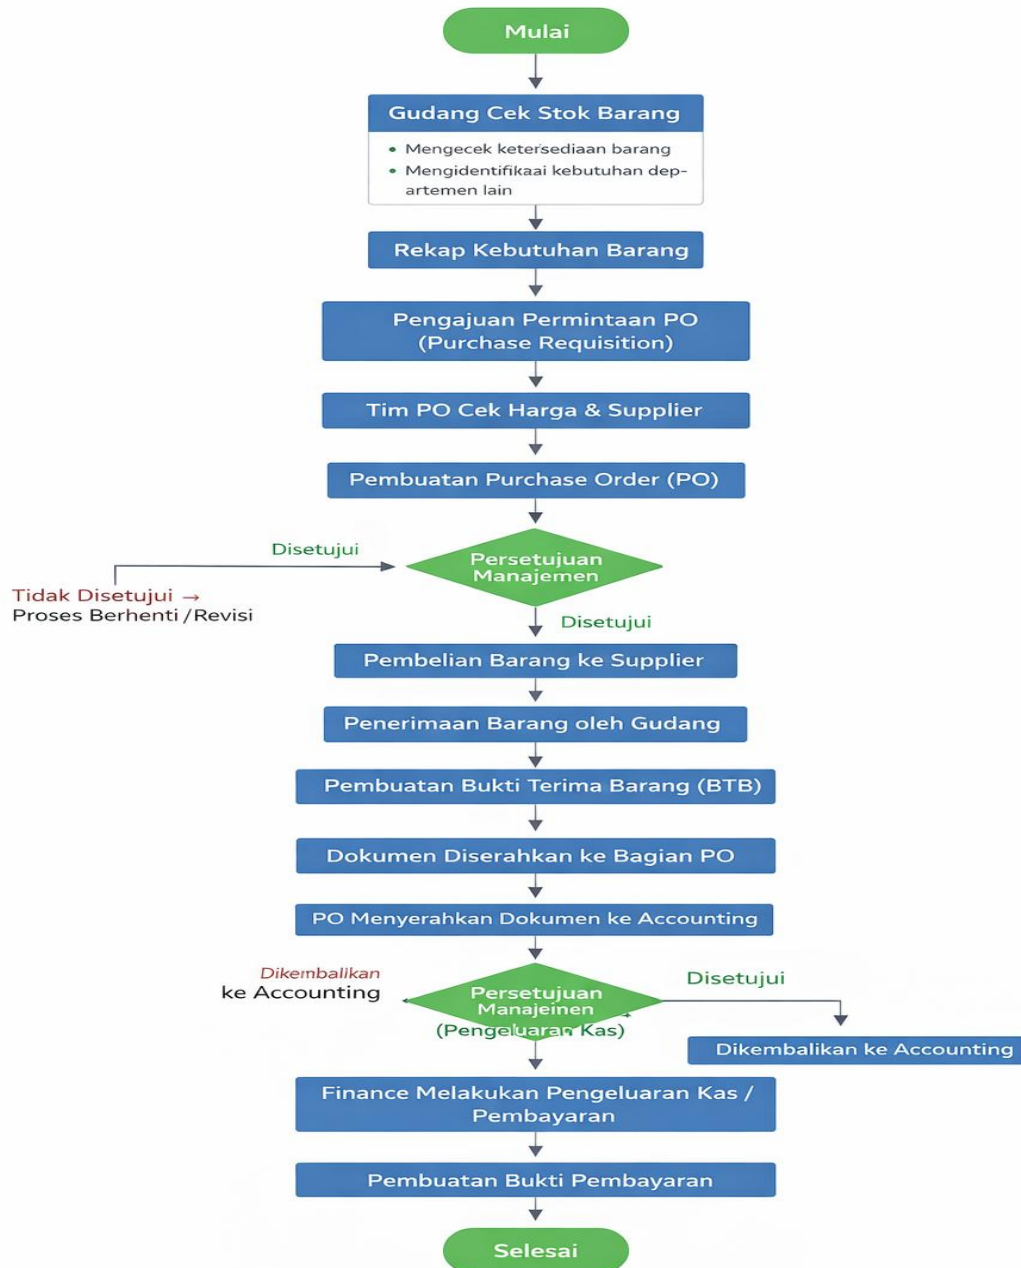 Mulai
Gudang Cek Stok Barang
• Mengecek ketersediaan barang
• Mengidentifikaai kebutuhan dep-
artemen lain
Rekap Kebutuhan Barang
Pengajuan Permintaan PO
(Purchase Requisition)
Tim PO Cek Harga & Supplier
Pembuatan Purchase Order (PO)
Disetujui
Persetujuan
Manajemen
Tidak Disetujui →
Proses Berhenti /Revisi
Disetujui
Pembelian Barang ke Supplier
Penerimaan Barang oleh Gudang
Pembuatan Bukti Terima Barang (BTB)
Dokumen Diserahkan ke Bagian PO
PO Menyerahkan Dokumen ke Accounting
Dikembalikan
ke Accounting
Persetujuan
Manajeinen
(Pengeluaran Kas)
Disetujui
Dikembalikan ke Accounting
Finance Melakukan Pengeluaran Kas /
Pembayaran
Pembuatan Bukti Pembayaran
Selesai